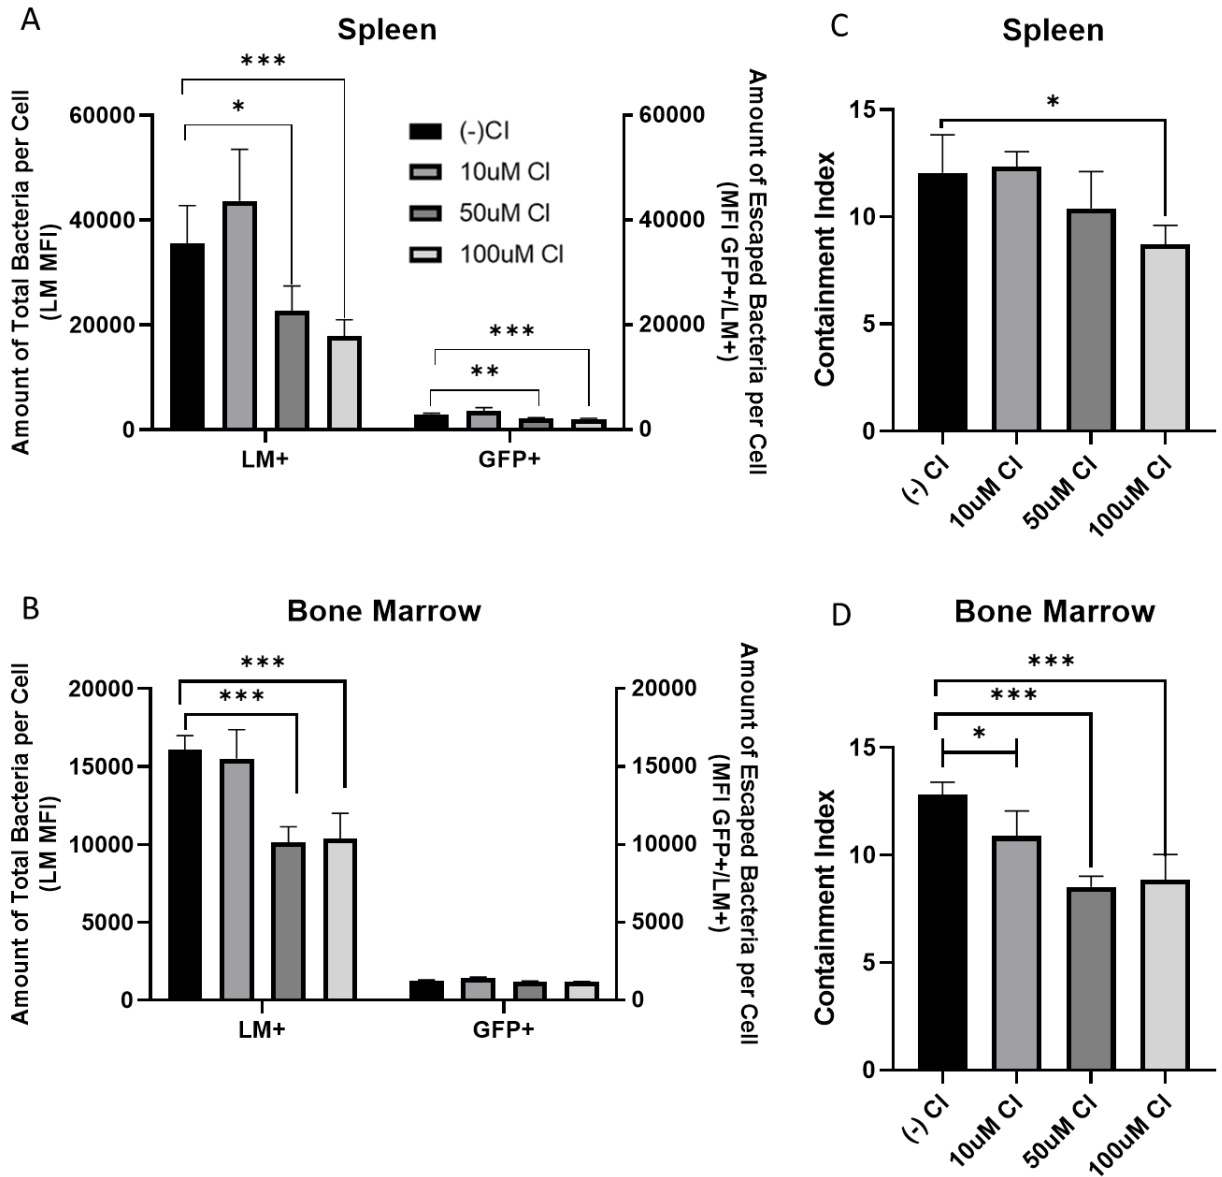 A
Spleen
***
*
Amount of Total Bacteria per Cell
(LM MFI)
60000
40000
20000
0
(-)CI
10uM CI
50uM CI
100uM CI
***
**
60000
40000
20000
0
Amount of Escaped Bacteria per Cell
(MFI GFP+/LM+)
LM+
GFP+
C
Spleen
*
Containment Index
15
10
5
0
(-) CI
10uM CI
50uM CI
100uM CI
B
Bone Marrow
***
***
Amount of Total Bacteria per Cell
(LM MFI)
20000
15000
10000
5000
0
20000
15000
10000
5000
0
Amount of Escaped Bacteria per Cell
(MFI GFP+/LM+)
LM+
GFP+
D
Bone Marrow
***
***
*
Containment Index
15
10
5
0
(-) CI
10uM CI
50uM CI
100uM CI